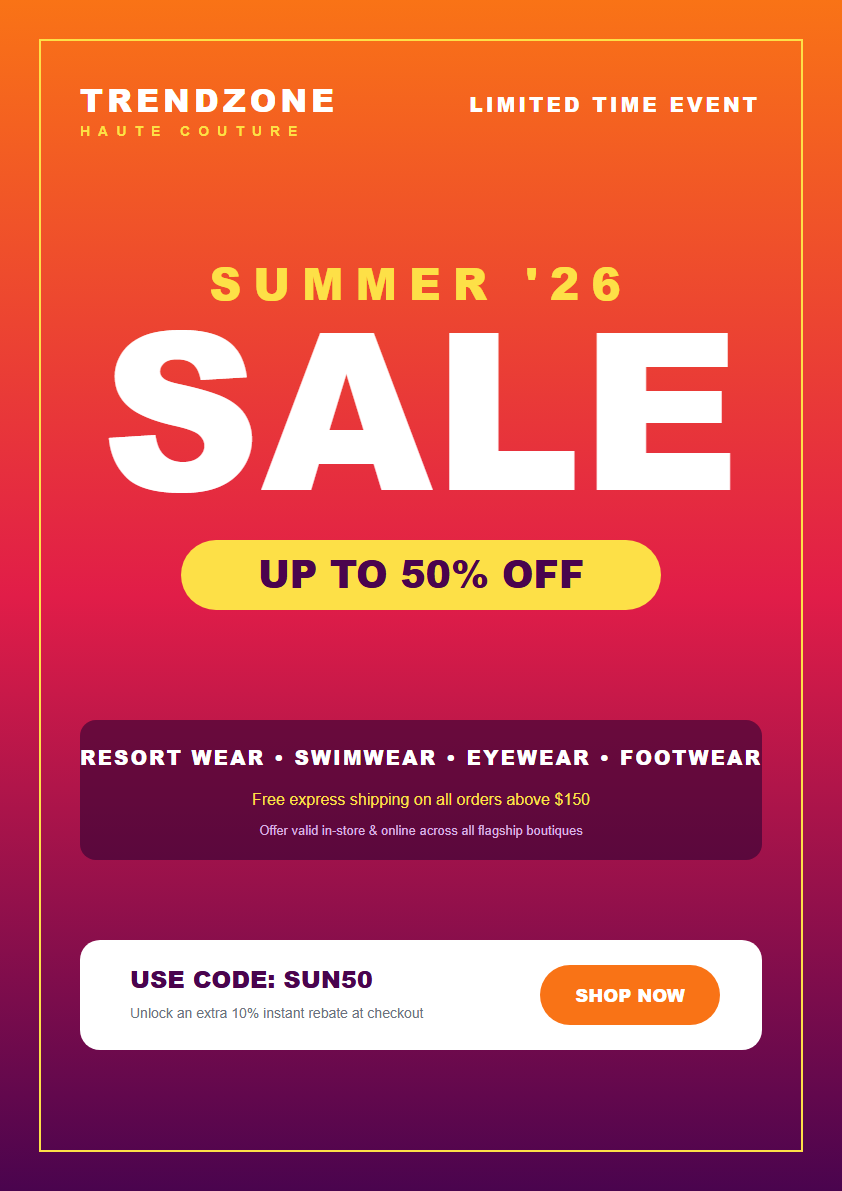 TRENDZONE
HAUTE COUTURE
LIMITED TIME EVENT
SUMMER '26
SALE
UP TO 50% OFF
RESORT WEAR • SWIMWEAR • EYEWEAR • FOOTWEAR
Free express shipping on all orders above $150
Offer valid in-store & online across all flagship boutiques
USE CODE: SUN50
Unlock an extra 10% instant rebate at checkout
SHOP NOW